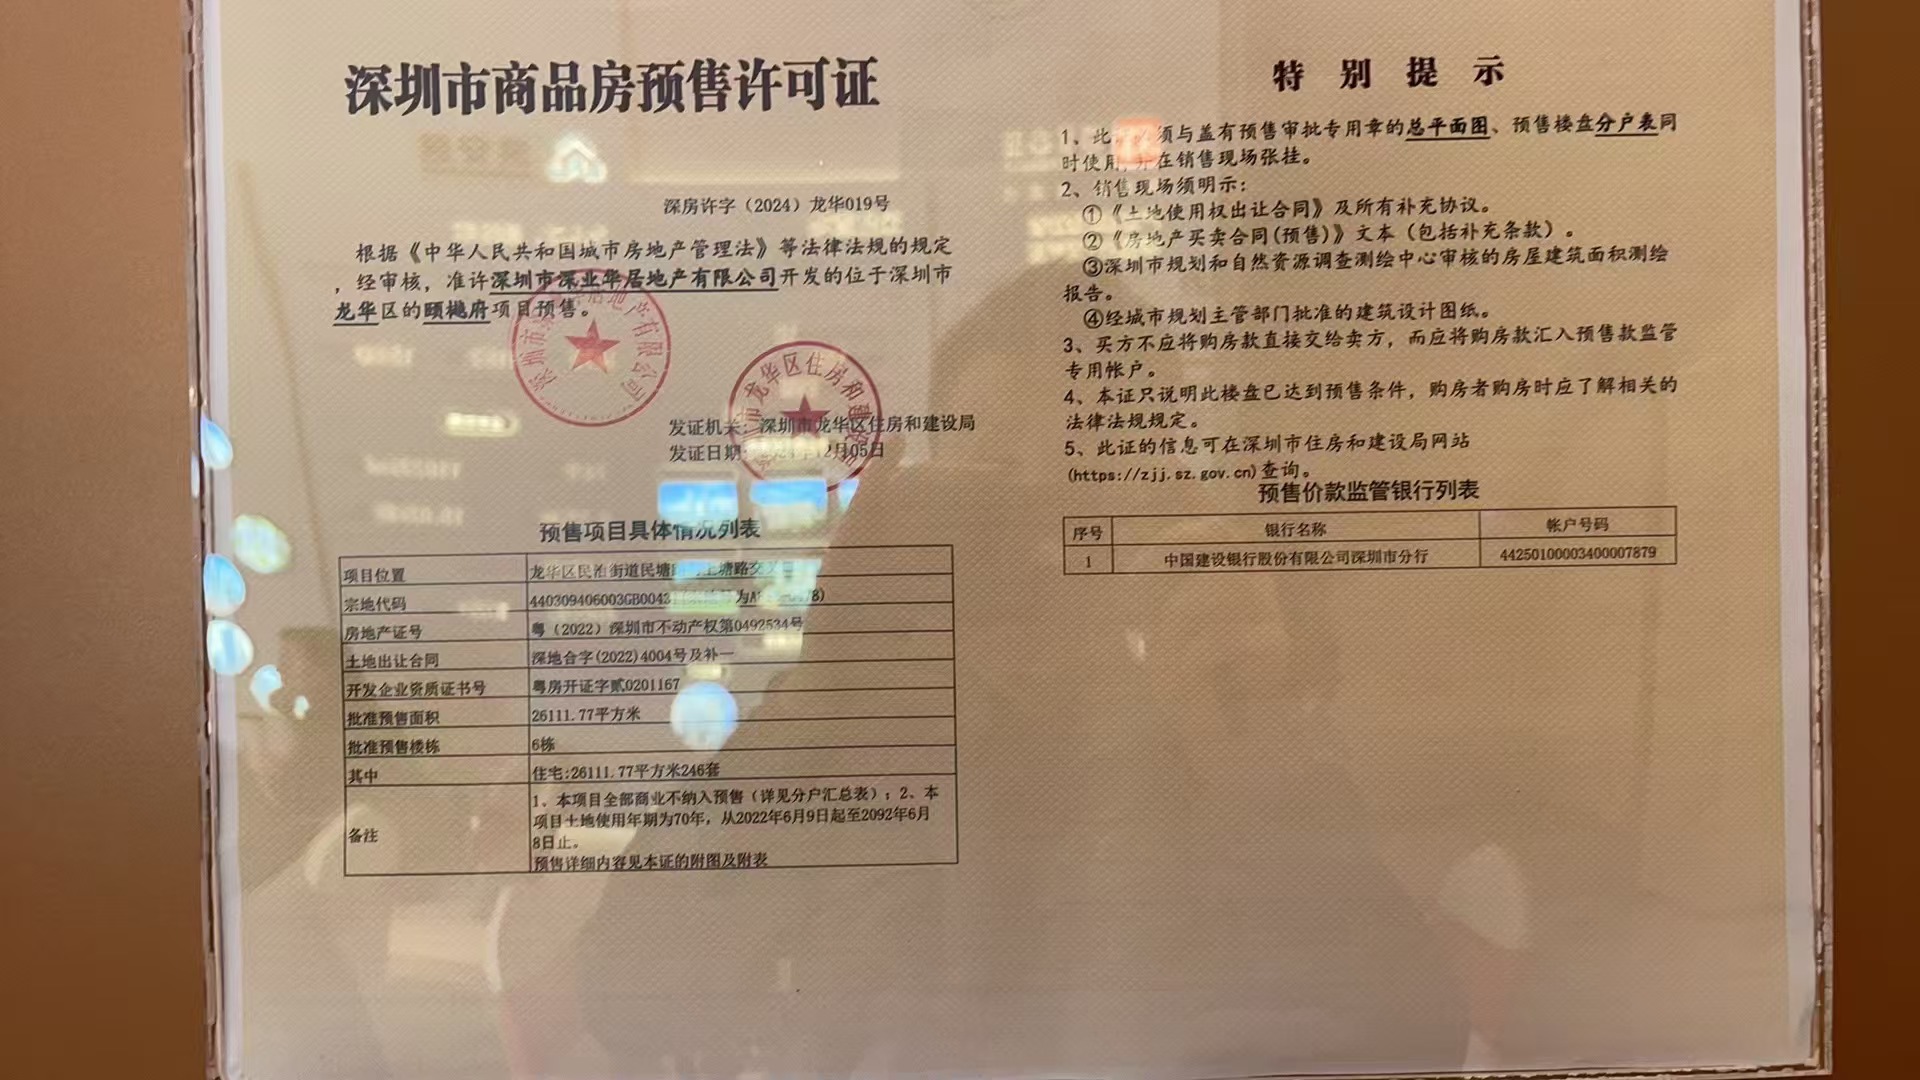 深圳市商品房预售许可证
深房许字（2024）龙华019号
根据《中华人民共和国城市房地产管理法》等法律法规的规定
，经审核，准许深圳市深业华居地产有限公司开发的位于深圳市
龙华区的颐樾府项目预售。
发证机关：深圳市龙华区住房和建设局
发证日期：2024年12月05日
预售项目具体情况列表
项目位置 龙华区民治街道民塘路 上塘路交
宗地代码 440309406003GB0043
房地产证号 粤（2022）深圳市不动产权第0492534号
土地出让合同 深地合字(2022)4004号及补一
开发企业资质证书号 粤房开证字贰0201167
批准预售面积 26111.77平方米
批准预售楼栋 6栋
其中 住宅:26111.77平方米246套
备注 1、本项目全部商业不纳入预售（详见分户汇总表）；2、本
项目土地使用年期为70年，从2022年6月9日起至2092年6月
8日止。
预售详细内容见本证的附图及附表
特别提示
1、此 须与盖有预售审批专用章的总平面图、预售楼盘分户表同
时使用，并在销售现场张挂。
2、销售现场须明示：
①《土地使用权出让合同》及所有补充协议。
②《房地产买卖合同(预售)》文本（包括补充条款）。
③深圳市规划和自然资源调查测绘中心审核的房屋建筑面积测绘
报告。
④经城市规划主管部门批准的建筑设计图纸。
3、买方不应将购房款直接交给卖方，而应将购房款汇入预售款监管
专用帐户。
4、本证只说明此楼盘已达到预售条件，购房者购房时应了解相关的
法律法规规定。
5、此证的信息可在深圳市住房和建设局网站
(https://zjj.sz.gov.cn)查询。
预售价款监管银行列表
序号 银行名称 帐户号码
1 中国建设银行股份有限公司深圳市分行 44250100003400007879